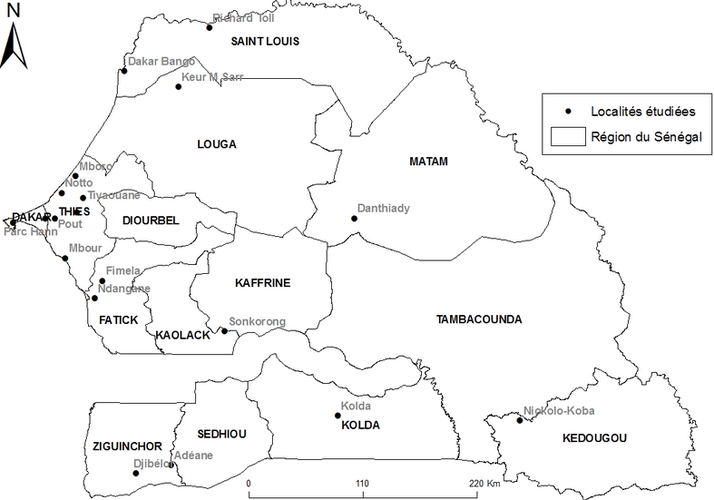 N
Richard Toll
SAINT LOUIS
Dakar Bango
Keur M Sarr
Localités étudiées
Région du Sénégal
LOUGA
MATAM
Mboro
Notto
Tivaouane
DAKAR
THIES
Danthiady
DIOURBEL
Pout
Parc Hann
Mbour
Fimela
KAFFRINE
Ndangane
FATICK
Sonkorong
TAMBACOUNDA
KAOLACK
Kolda
Nickolo-Koba
KOLDA
SEDHIOU
KEDOUGOU
ZIGUINCHOR
Adéane
Djibélor
0 110 220 Km